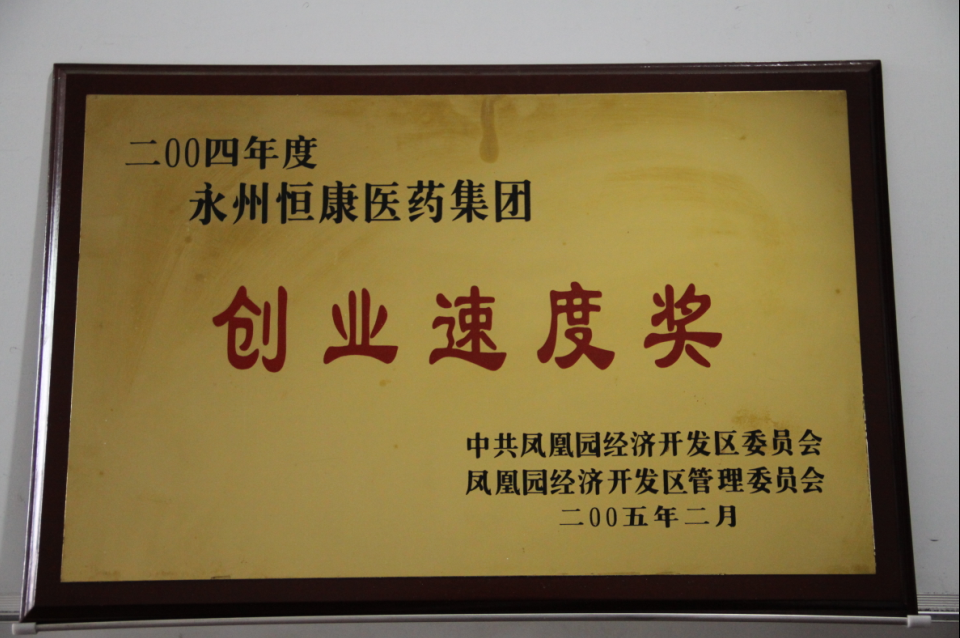 二00四年度
永州恒康医药集团
创业速度奖
中共凤凰园经济开发区委员会
凤凰园经济开发区管理委员会
二00五年二月